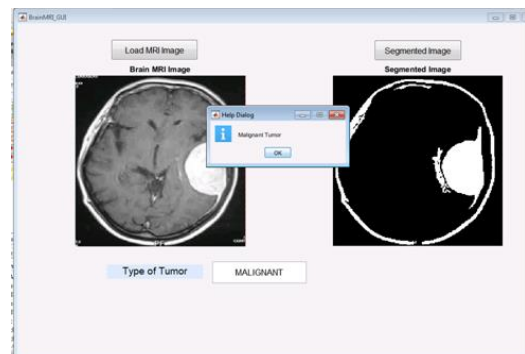 BrainMRI_GUI
Load MRI Image
Segmented Image
Brain MRI Image
Segmented Image
Help Dialog
Malignant Tumor
OK
Type of Tumor
MALIGNANT